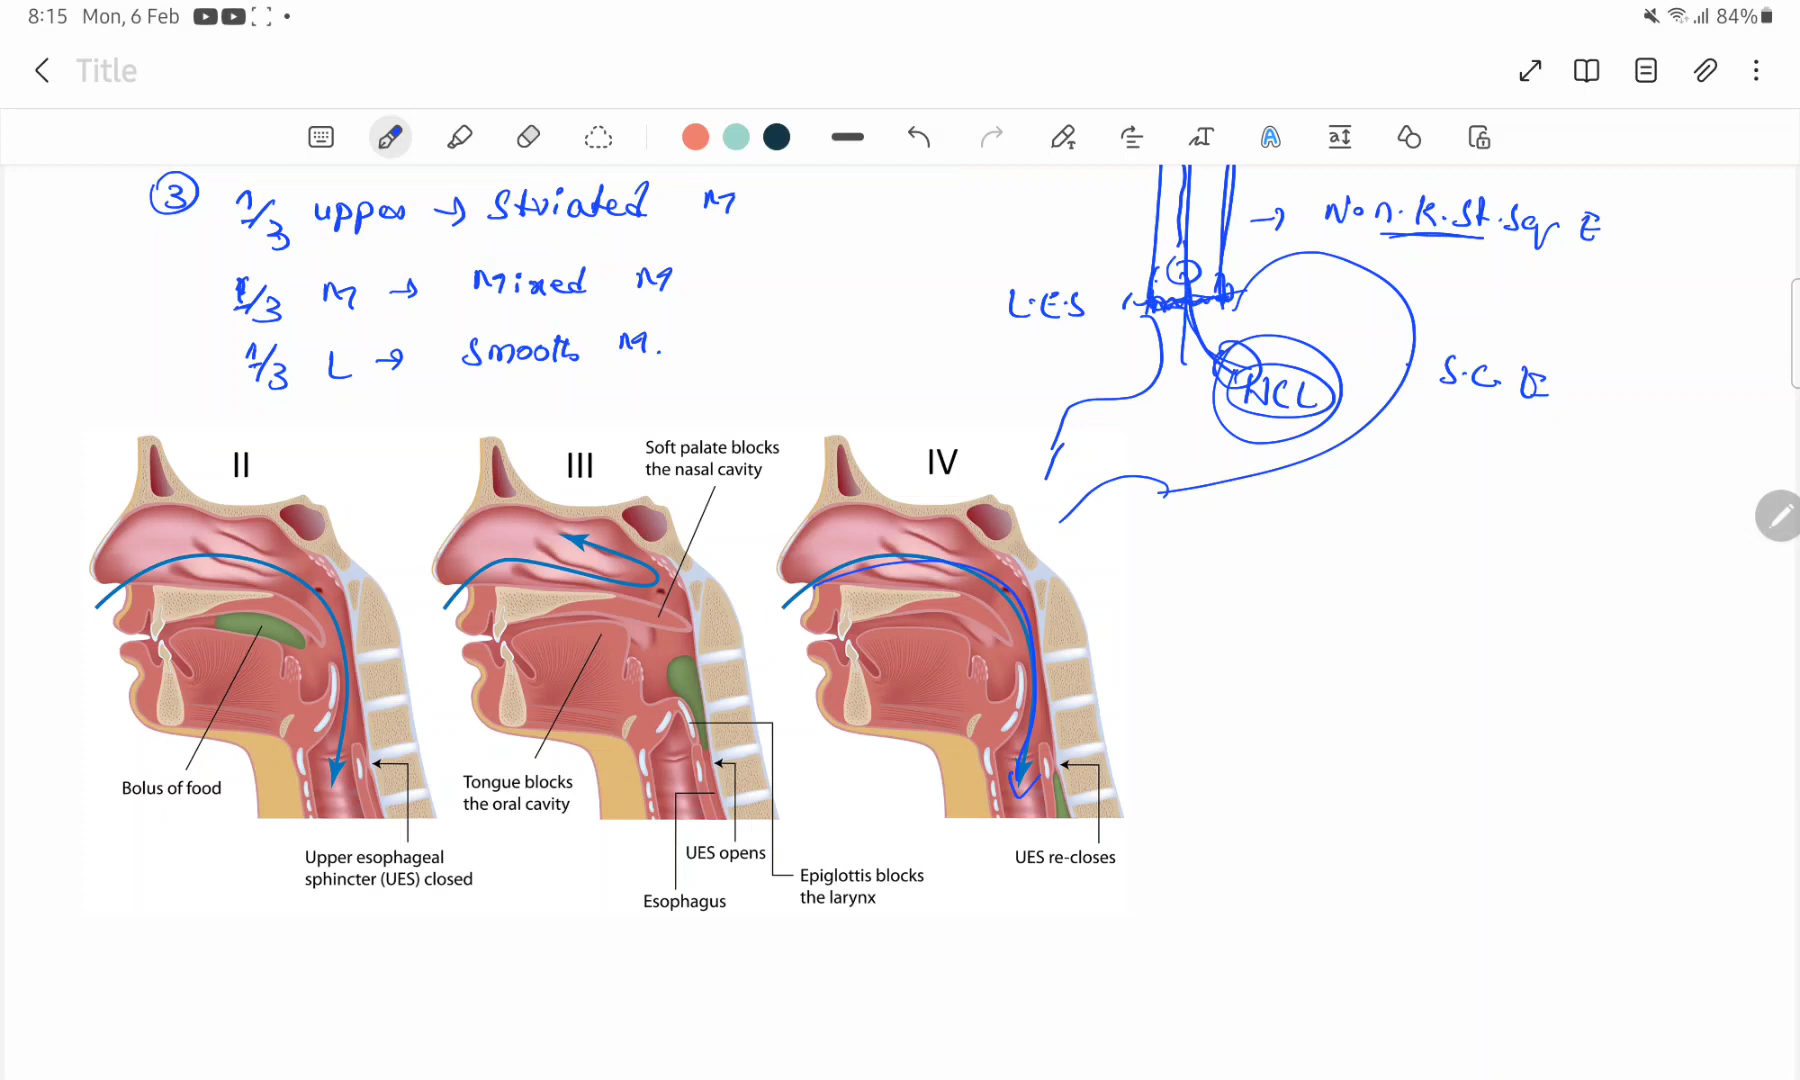 8:15 Mon, 6 Feb
84%
Title
③ 1/3 upper → Striated M
1/3 M → Mixed M
1/3 L → Smooth M.
→ Non.K.St.Sq. E
L.E.S
HCL
S.C. E
II
III
IV
Soft palate blocks
the nasal cavity
Bolus of food
Tongue blocks
the oral cavity
Upper esophageal
sphincter (UES) closed
UES opens
Esophagus
Epiglottis blocks
the larynx
UES re-closes